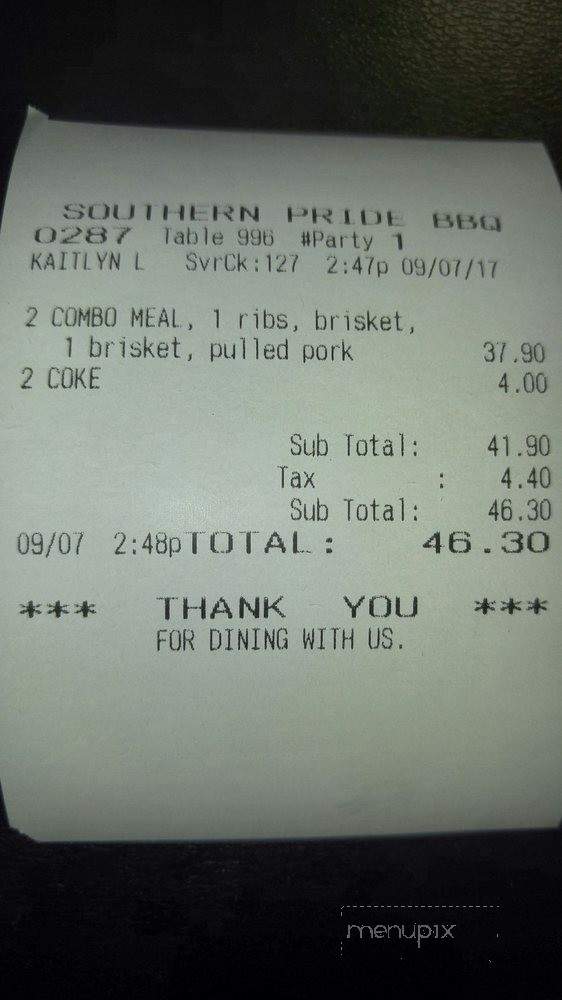 SOUTHERN PRIDE BBQ
0287 Table 996 #Party 1
KAITLYN L SvrCk:127 2:47p 09/07/17
2 COMBO MEAL, 1 ribs, brisket,
1 brisket, pulled pork 37.90
2 COKE 4.00
Sub Total: 41.90
Tax : 4.40
Sub Total: 46.30
09/07 2:48pTOTAL: 46.30
*** THANK YOU ***
FOR DINING WITH US.
menupix